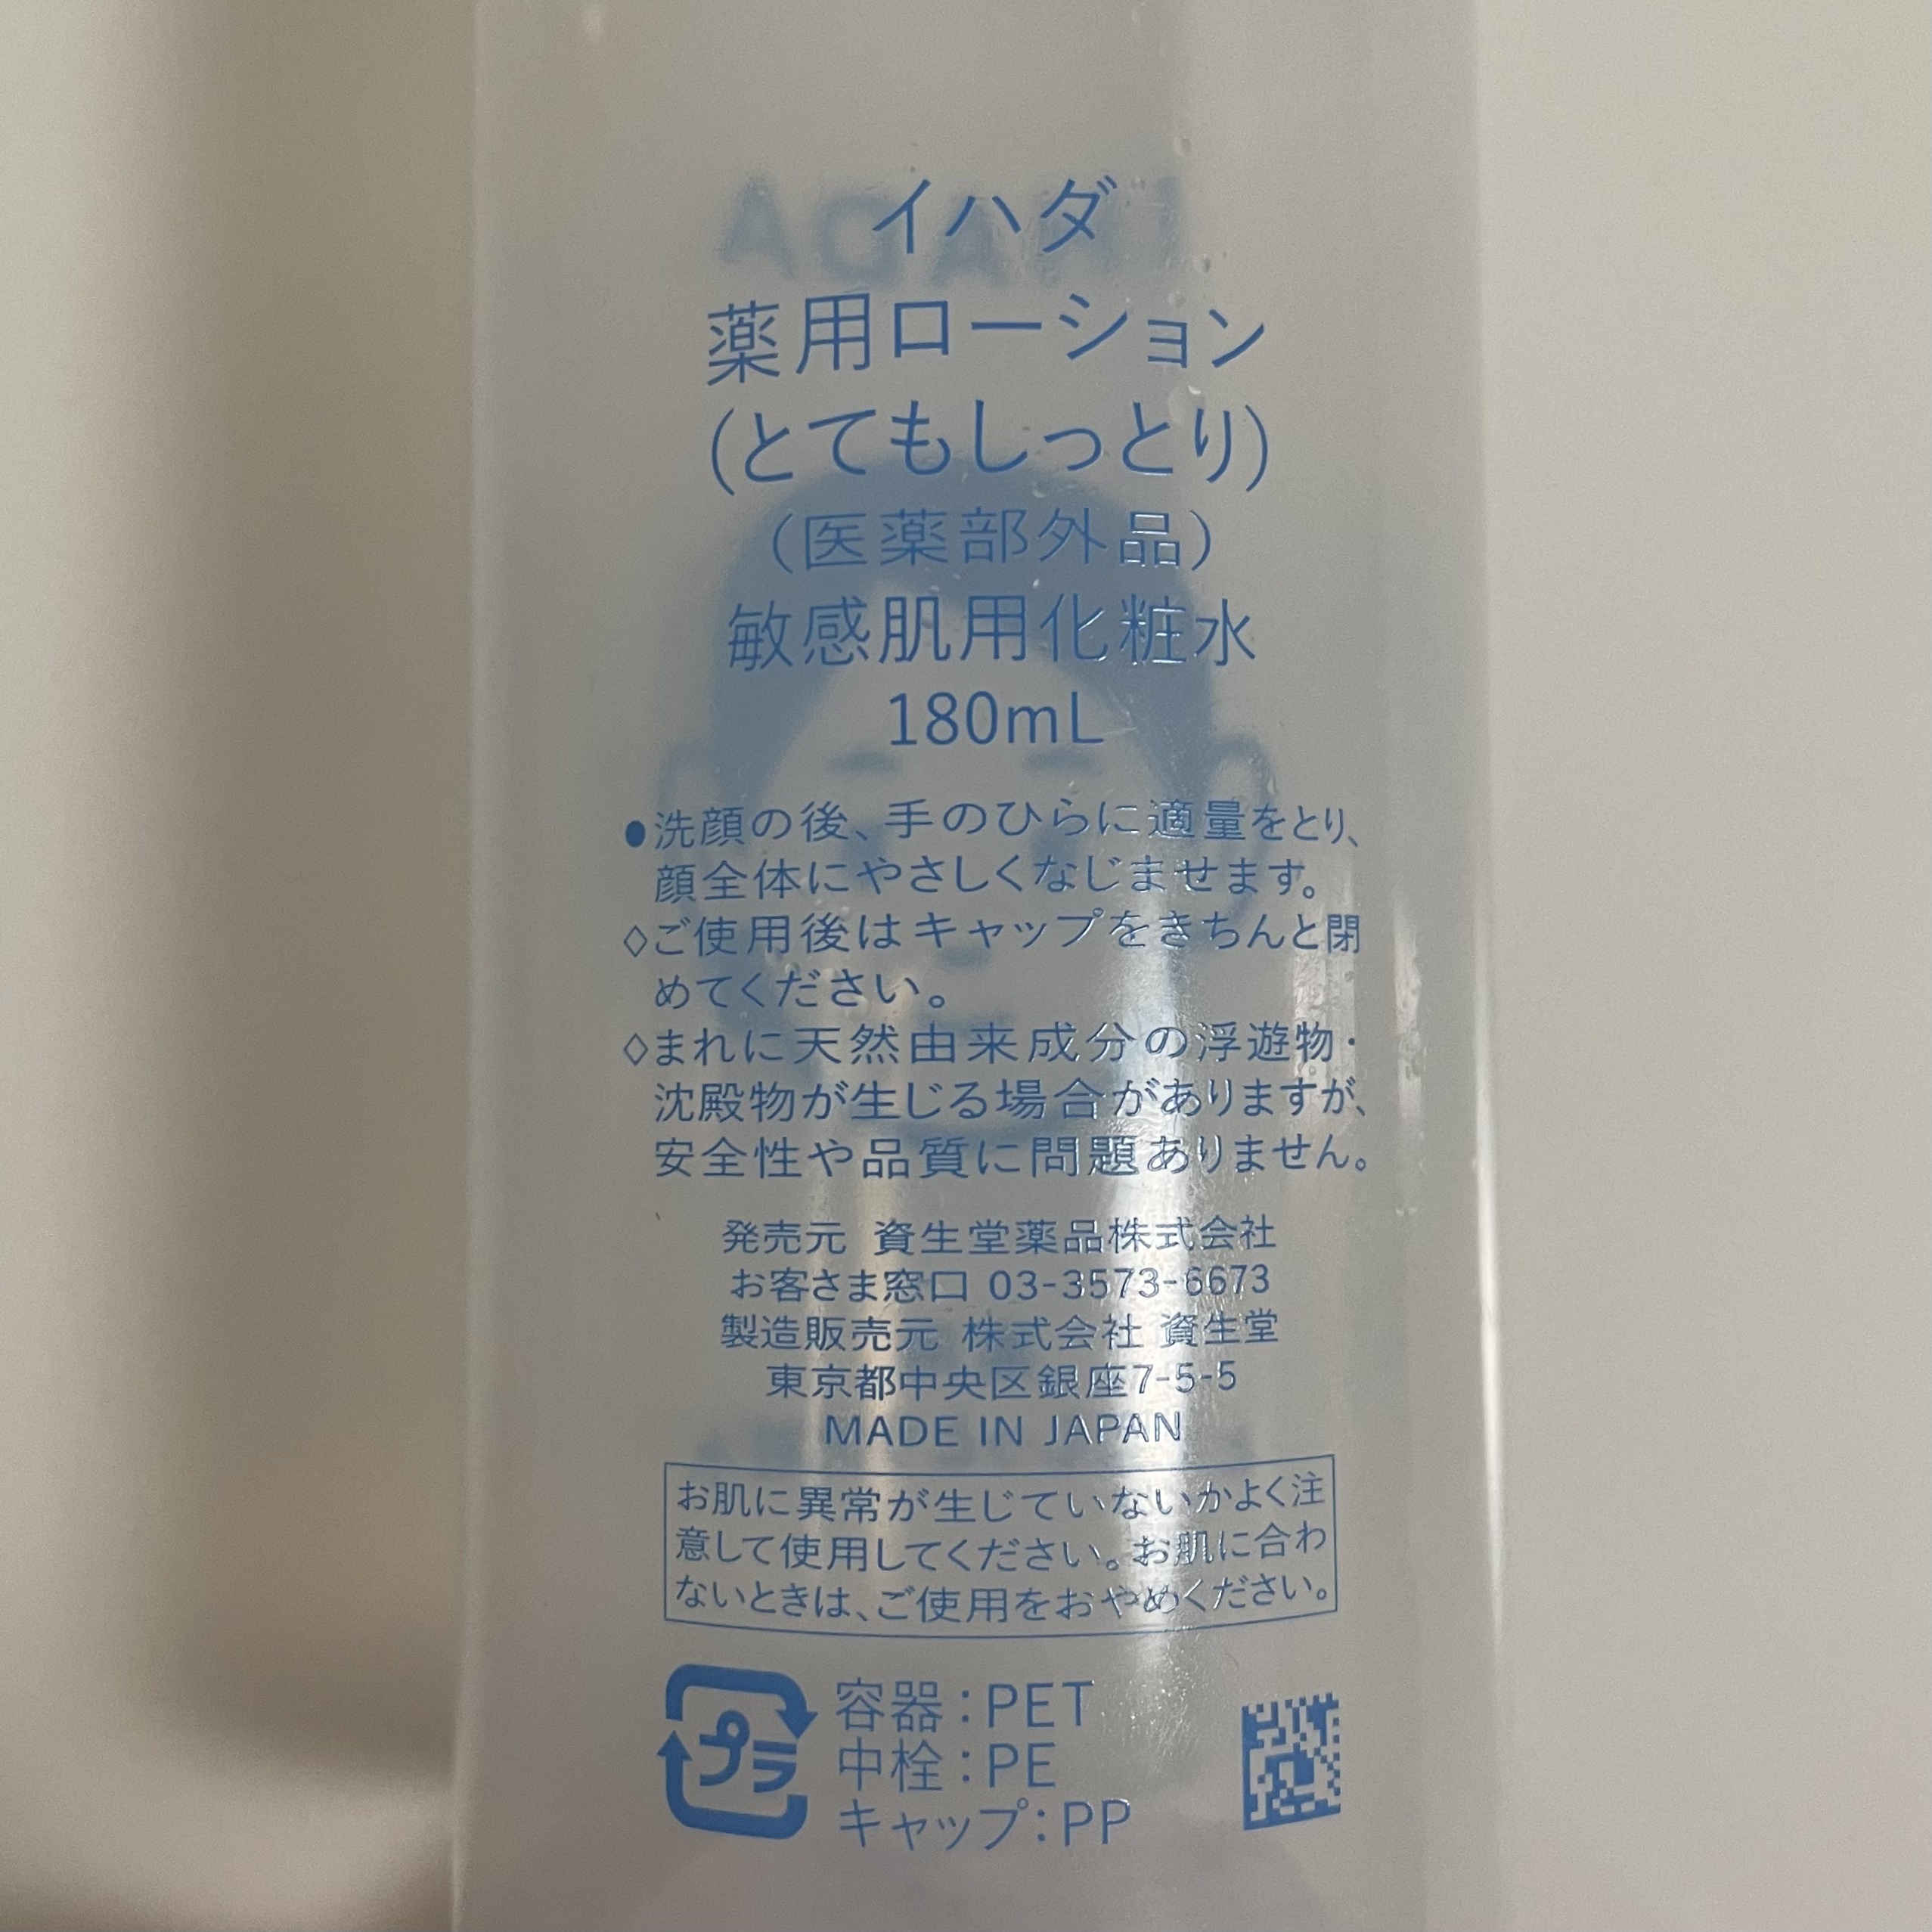 イハダ
薬用ローション
(とてもしっとり)
(医薬部外品)
敏感肌用化粧水
180mL
●洗顔の後、手のひらに適量をとり、
顔全体にやさしくなじませます。
◇ご使用後はキャップをきちんと閉
めてください。
◇まれに天然由来成分の浮遊物・
沈殿物が生じる場合がありますが、
安全性や品質に問題ありません。
発売元 資生堂薬品株式会社
お客さま窓口 03-3573-6673
製造販売元 株式会社 資生堂
東京都中央区銀座7-5-5
MADE IN JAPAN
お肌に異常が生じていないかよく注
意して使用してください。お肌に合わ
ないときは、ご使用をおやめください。
プラ
容器：PET
中栓：PE
キャップ：PP
IHADA